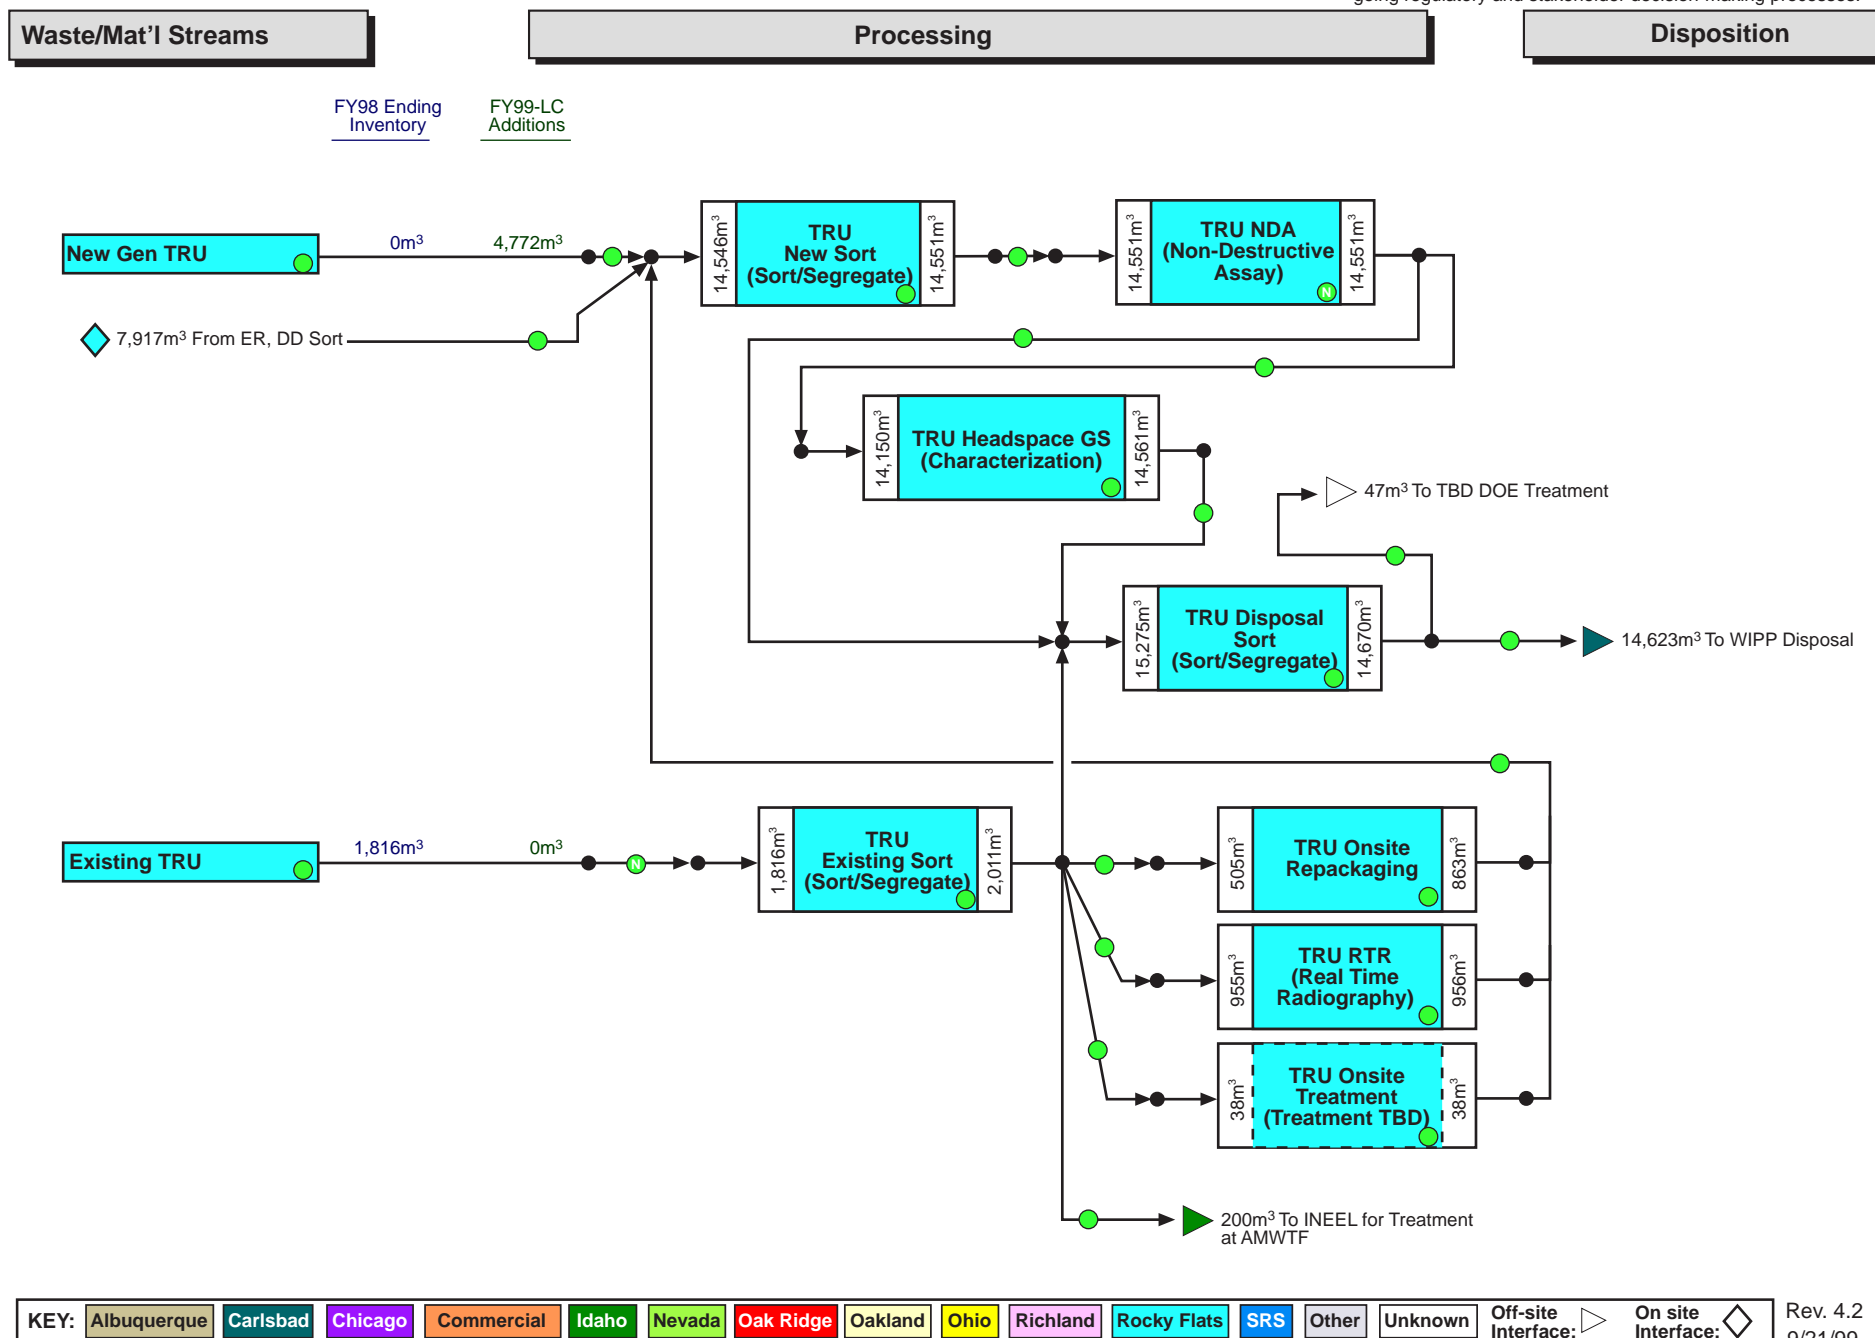 going regulatory and stakeholder decision-making processes.
Waste/Mat'l Streams
Processing
Disposition
FY98 Ending
Inventory
FY99-LC
Additions
New Gen TRU
0m³
4,772m³
14,546m³
TRU
New Sort
(Sort/Segregate)
14,551m³
14,551m³
TRU NDA
(Non-Destructive
Assay)
N
14,551m³
7,917m³ From ER, DD Sort
14,150m³
TRU Headspace GS
(Characterization)
14,561m³
47m³ To TBD DOE Treatment
15,275m³
TRU Disposal
Sort
(Sort/Segregate)
14,670m³
14,623m³ To WIPP Disposal
Existing TRU
1,816m³
0m³
N
1,816m³
TRU
Existing Sort
(Sort/Segregate)
2,011m³
505m³
TRU Onsite
Repackaging
863m³
955m³
TRU RTR
(Real Time
Radiography)
956m³
38m³
TRU Onsite
Treatment
(Treatment TBD)
38m³
200m³ To INEEL for Treatment
at AMWTF
KEY: Albuquerque Carlsbad Chicago Commercial Idaho Nevada Oak Ridge Oakland Ohio Richland Rocky Flats SRS Other Unknown
Off-site
Interface:
On site
Interface:
Rev. 4.2